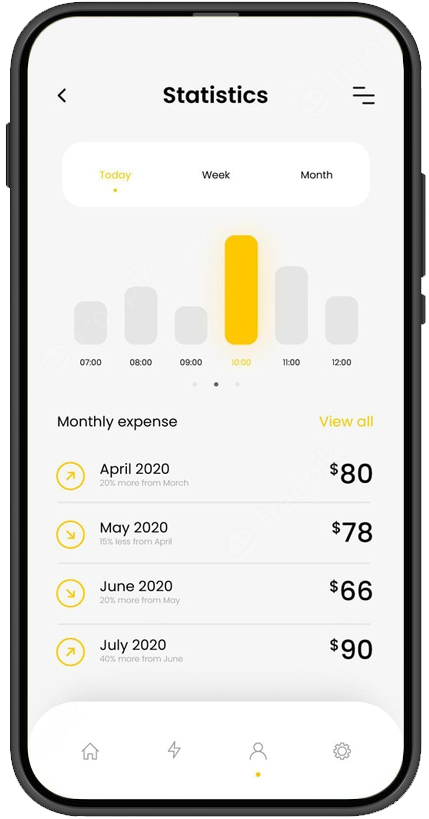 Statistics
Today Week Month
07:00 08:00 09:00 10:00 11:00 12:00
Monthly expense View all
April 2020 $80
20% more from March
May 2020 $78
15% less from April
June 2020 $66
20% more from May
July 2020 $90
40% more from June